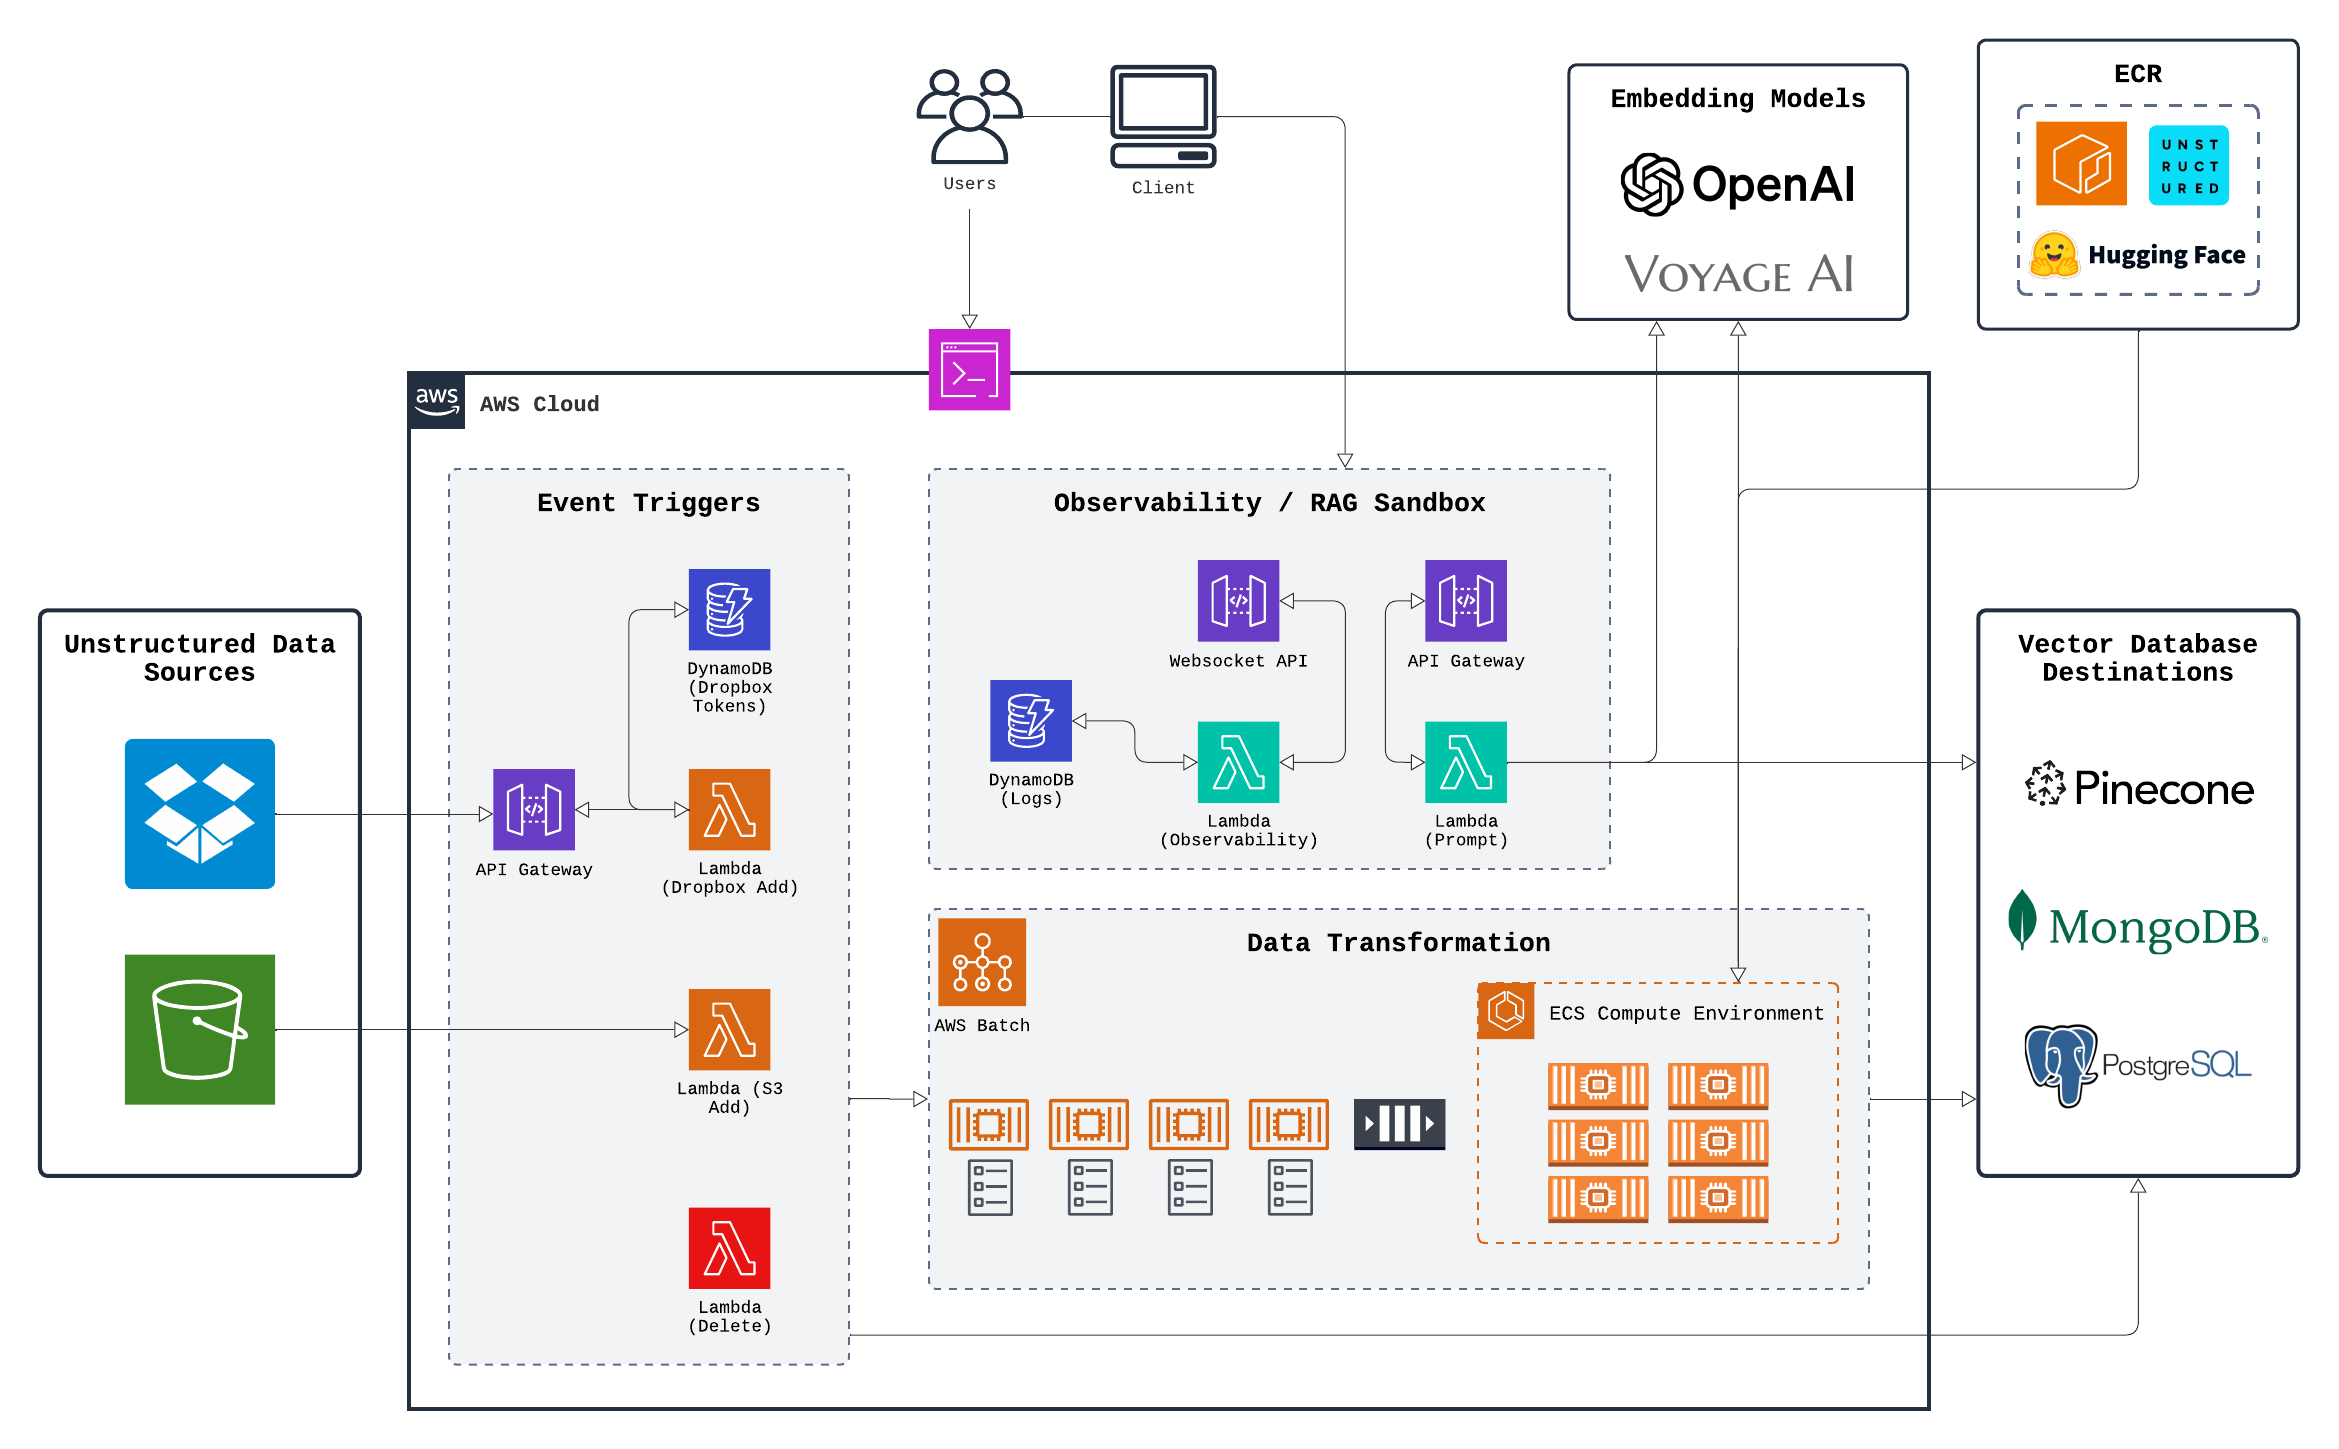 Users
Client
Embedding Models
OpenAI
VOYAGE AI
ECR
UNST
RUCT
URED
Hugging Face
aws
AWS Cloud
Event Triggers
DynamoDB
(Dropbox
Tokens)
API Gateway
Lambda
(Dropbox Add)
Lambda (S3
Add)
Lambda
(Delete)
Unstructured Data
Sources
Observability / RAG Sandbox
Websocket API
API Gateway
DynamoDB
(Logs)
Lambda
(Observability)
Lambda
(Prompt)
Data Transformation
AWS Batch
ECS Compute Environment
Vector Database
Destinations
Pinecone
MongoDB®
PostgreSQL